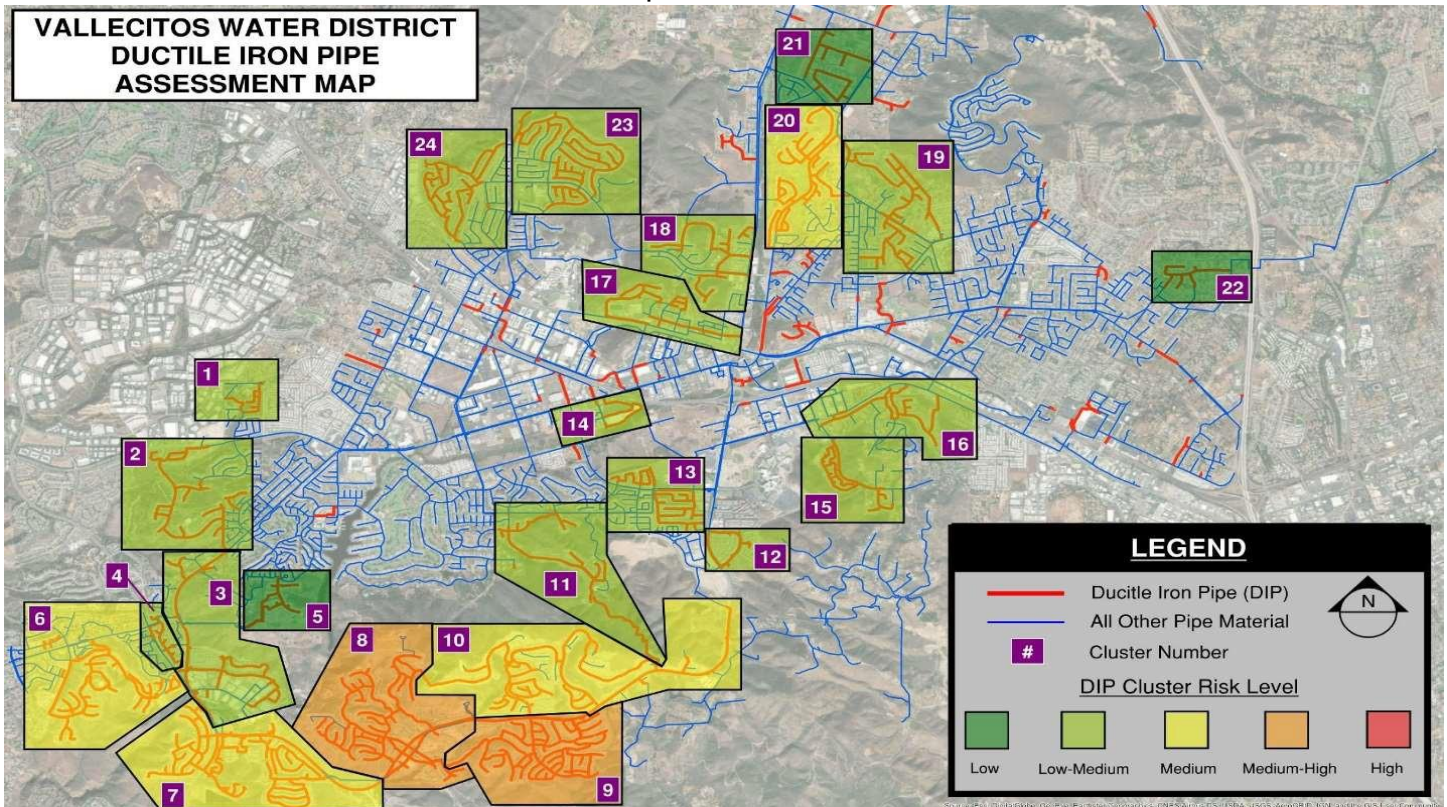 VALLECITOS WATER DISTRICT
DUCTILE IRON PIPE
ASSESSMENT MAP
21
20
23
24
19
18
17
22
1
14
2
16
13
15
12
11
4
3
5
6
8
10
7
9
LEGEND
Ducitle Iron Pipe (DIP)
All Other Pipe Material
N
# Cluster Number
DIP Cluster Risk Level
Low Low-Medium Medium Medium-High High